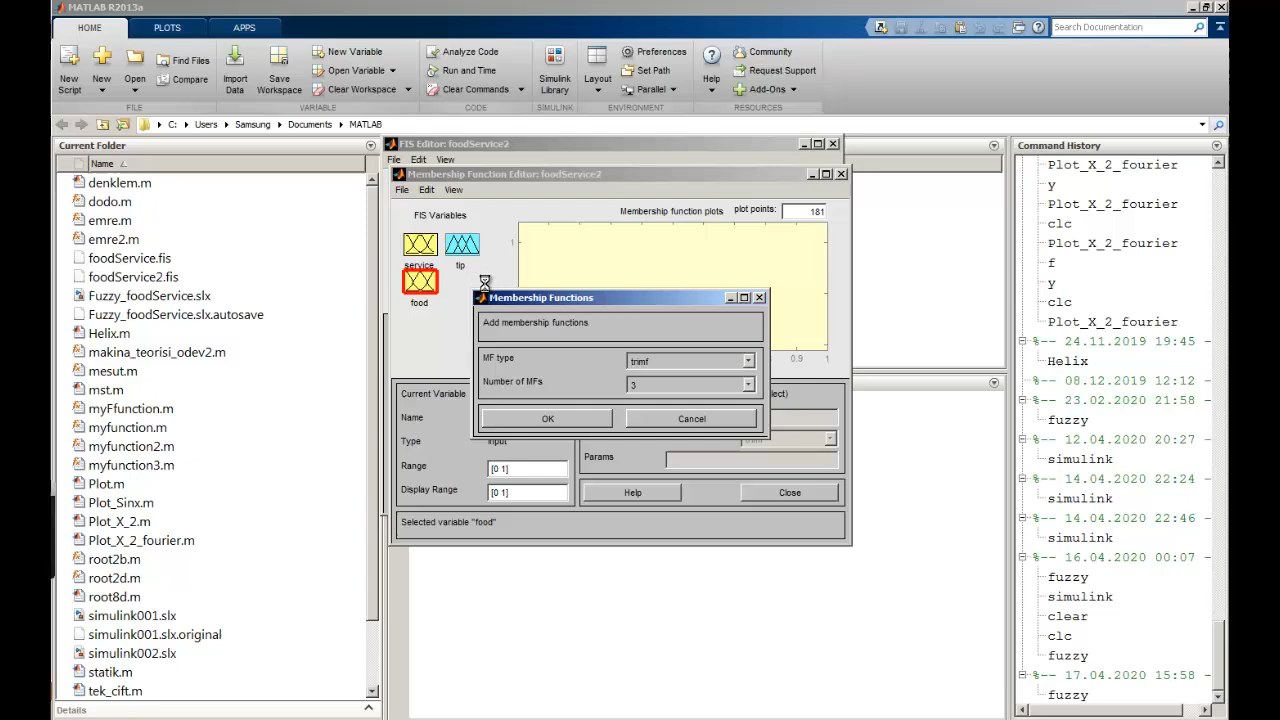 MATLAB R2013a
HOME
PLOTS
APPS
Search Documentation
New Script
New
Open
Find Files
Compare
Import Data
Save Workspace
New Variable
Open Variable
Clear Workspace
Analyze Code
Run and Time
Clear Commands
Simulink Library
Layout
Preferences
Set Path
Parallel
Help
Community
Request Support
Add-Ons
FILE
VARIABLE
CODE
SIMULINK
ENVIRONMENT
RESOURCES
C: Users Samsung Documents MATLAB
Current Folder
Name
denklem.m
dodo.m
emre.m
emre2.m
foodService.fis
foodService2.fis
Fuzzy_foodService.slx
Fuzzy_foodService.slx.autosave
Helix.m
makina_teorisi_odev2.m
mesut.m
mst.m
myFfunction.m
myfunction.m
myfunction2.m
myfunction3.m
Plot.m
Plot_Sinx.m
Plot_X_2.m
Plot_X_2_fourier.m
root2b.m
root2d.m
root8d.m
simulink001.slx
simulink001.slx.original
simulink002.slx
statik.m
tek_cift.m
Details
FIS Editor: foodService2
File Edit View
Membership Function Editor: foodService2
File Edit View
FIS Variables
Membership function plots
plot points:
181
service
tip
food
1
0.9
1
Membership Functions
Add membership functions
MF type
trimf
Number of MFs
3
OK
Cancel
Current Variable
Name
Type
input
Range
[0 1]
Display Range
[0 1]
Params
Help
Close
Selected variable "food"
Command History
Plot_X_2_fourier
y
Plot_X_2_fourier
clc
Plot_X_2_fourier
f
y
clc
Plot_X_2_fourier
%-- 24.11.2019 19:45 -
Helix
%-- 08.12.2019 12:12 -
%-- 23.02.2020 21:58 -
fuzzy
%-- 12.04.2020 20:27 -
simulink
%-- 14.04.2020 22:24 -
simulink
%-- 14.04.2020 22:46 -
simulink
%-- 16.04.2020 00:07 -
fuzzy
simulink
clear
clc
fuzzy
%-- 17.04.2020 15:58 -
fuzzy